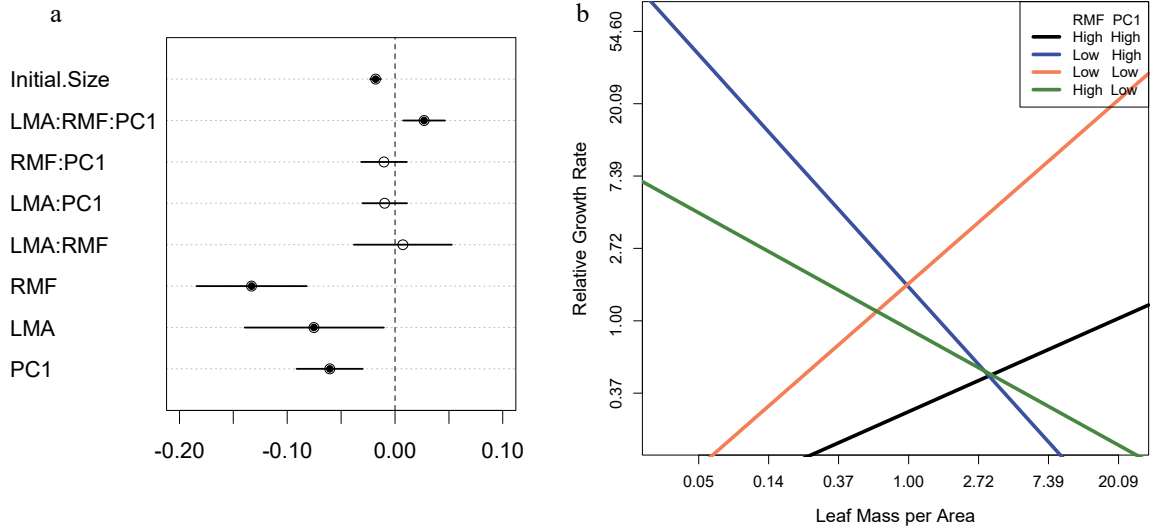 a
Initial.Size
LMA:RMF:PC1
RMF:PC1
LMA:PC1
LMA:RMF
RMF
LMA
PC1
-0.20
-0.10
0.00
0.10
b
RMF PC1
High High
Low High
Low Low
High Low
Relative Growth Rate
54.60
20.09
7.39
2.72
1.00
0.37
0.05
0.14
0.37
1.00
2.72
7.39
20.09
Leaf Mass per Area